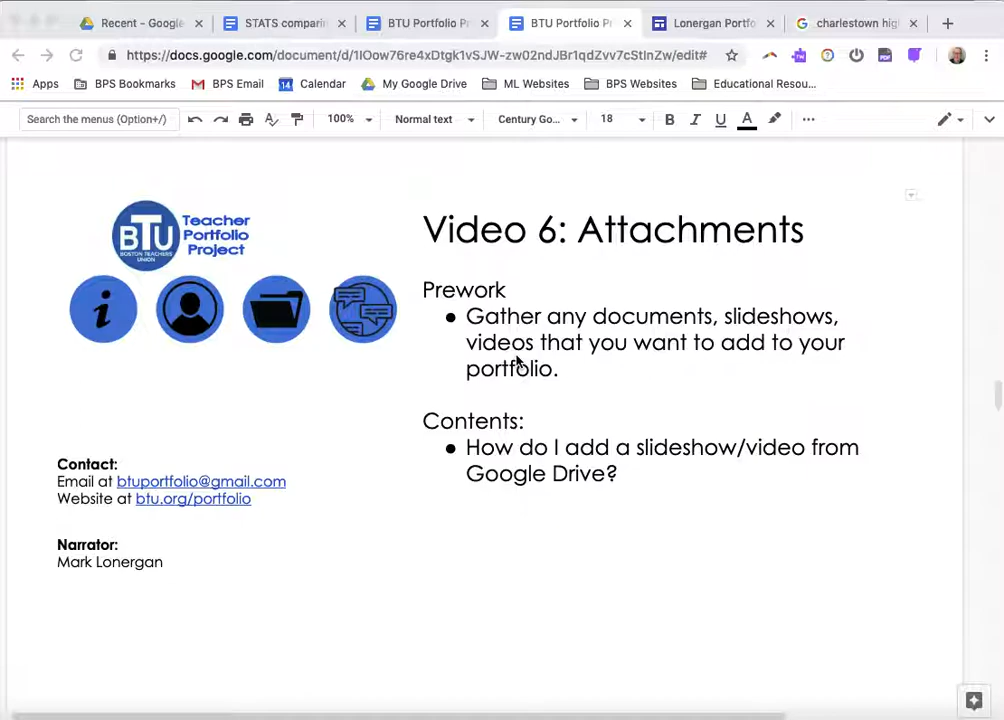 Recent - Google
STATS comparin
BTU Portfolio Pr
BTU Portfolio Pr
Lonergan Portfo
charlestown hig
https://docs.google.com/document/d/1IOow76re4xDtgk1vSJW-zw02ndJBr1qdZvv7cStInZw/edit#
Apps
BPS Bookmarks
BPS Email
14
Calendar
My Google Drive
ML Websites
BPS Websites
Educational Resou...
Search the menus (Option+/)
100%
Normal text
Century Go...
18
B
I
U
A
BTU
BOSTON TEACHERS
UNION
Teacher
Portfolio
Project
i
Video 6: Attachments
Prework
● Gather any documents, slideshows,
videos that you want to add to your
portfolio.
Contents:
● How do I add a slideshow/video from
Google Drive?
Contact:
Email at btuportfolio@gmail.com
Website at btu.org/portfolio
Narrator:
Mark Lonergan